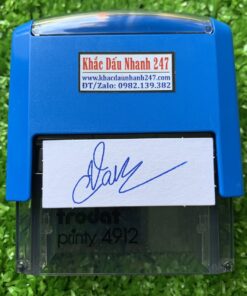 Khắc Dấu Nhanh 247
www.khacdaunhanh247.com
ĐT/Zalo: 0982.139.382
trodat
printy 4912